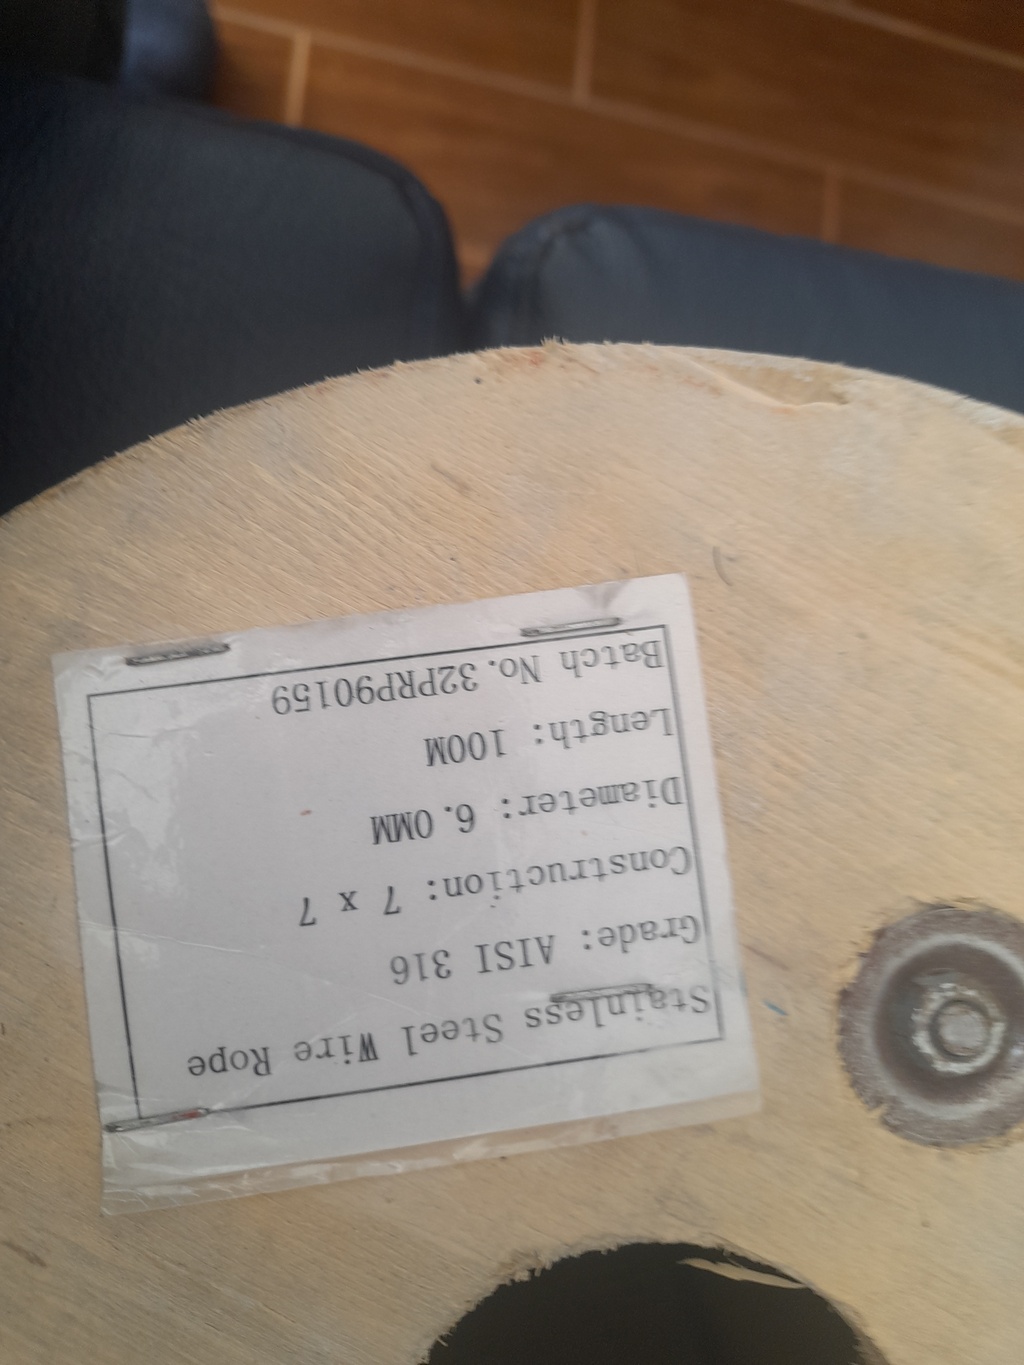 Stainless Steel Wire Rope
Grade: AISI 316
Construction: 7 x 7
Diameter: 6.0MM
Length: 100M
Batch No.32PRP90159